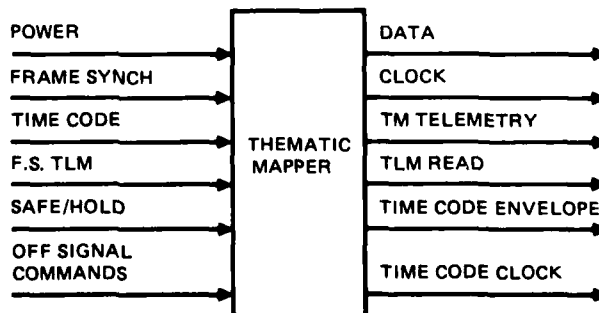 POWER
FRAME SYNCH
TIME CODE
F.S. TLM
SAFE/HOLD
OFF SIGNAL
COMMANDS
THEMATIC
MAPPER
DATA
CLOCK
TM TELEMETRY
TLM READ
TIME CODE ENVELOPE
TIME CODE CLOCK